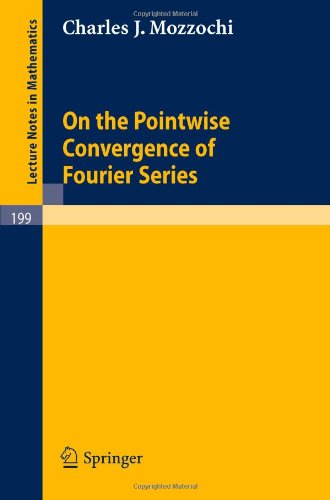 Charles J. Mozzochi
Lecture Notes in Mathematics
On the Pointwise
Convergence of
Fourier Series
199
Springer